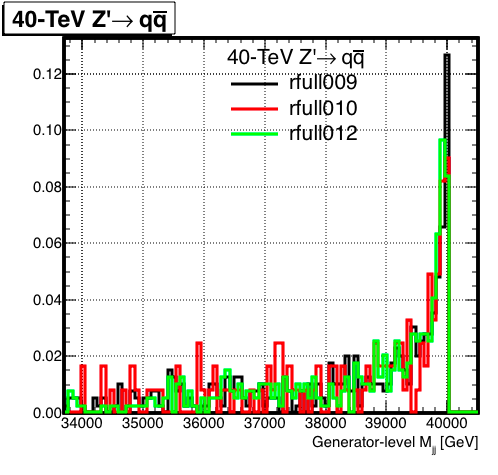 40-TeV Z'→ qq̅
40-TeV Z'→ qq̅
rfull009
rfull010
rfull012
0.12
0.10
0.08
0.06
0.04
0.02
0.00
34000 35000 36000 37000 38000 39000 40000
Generator-level M_jj [GeV]